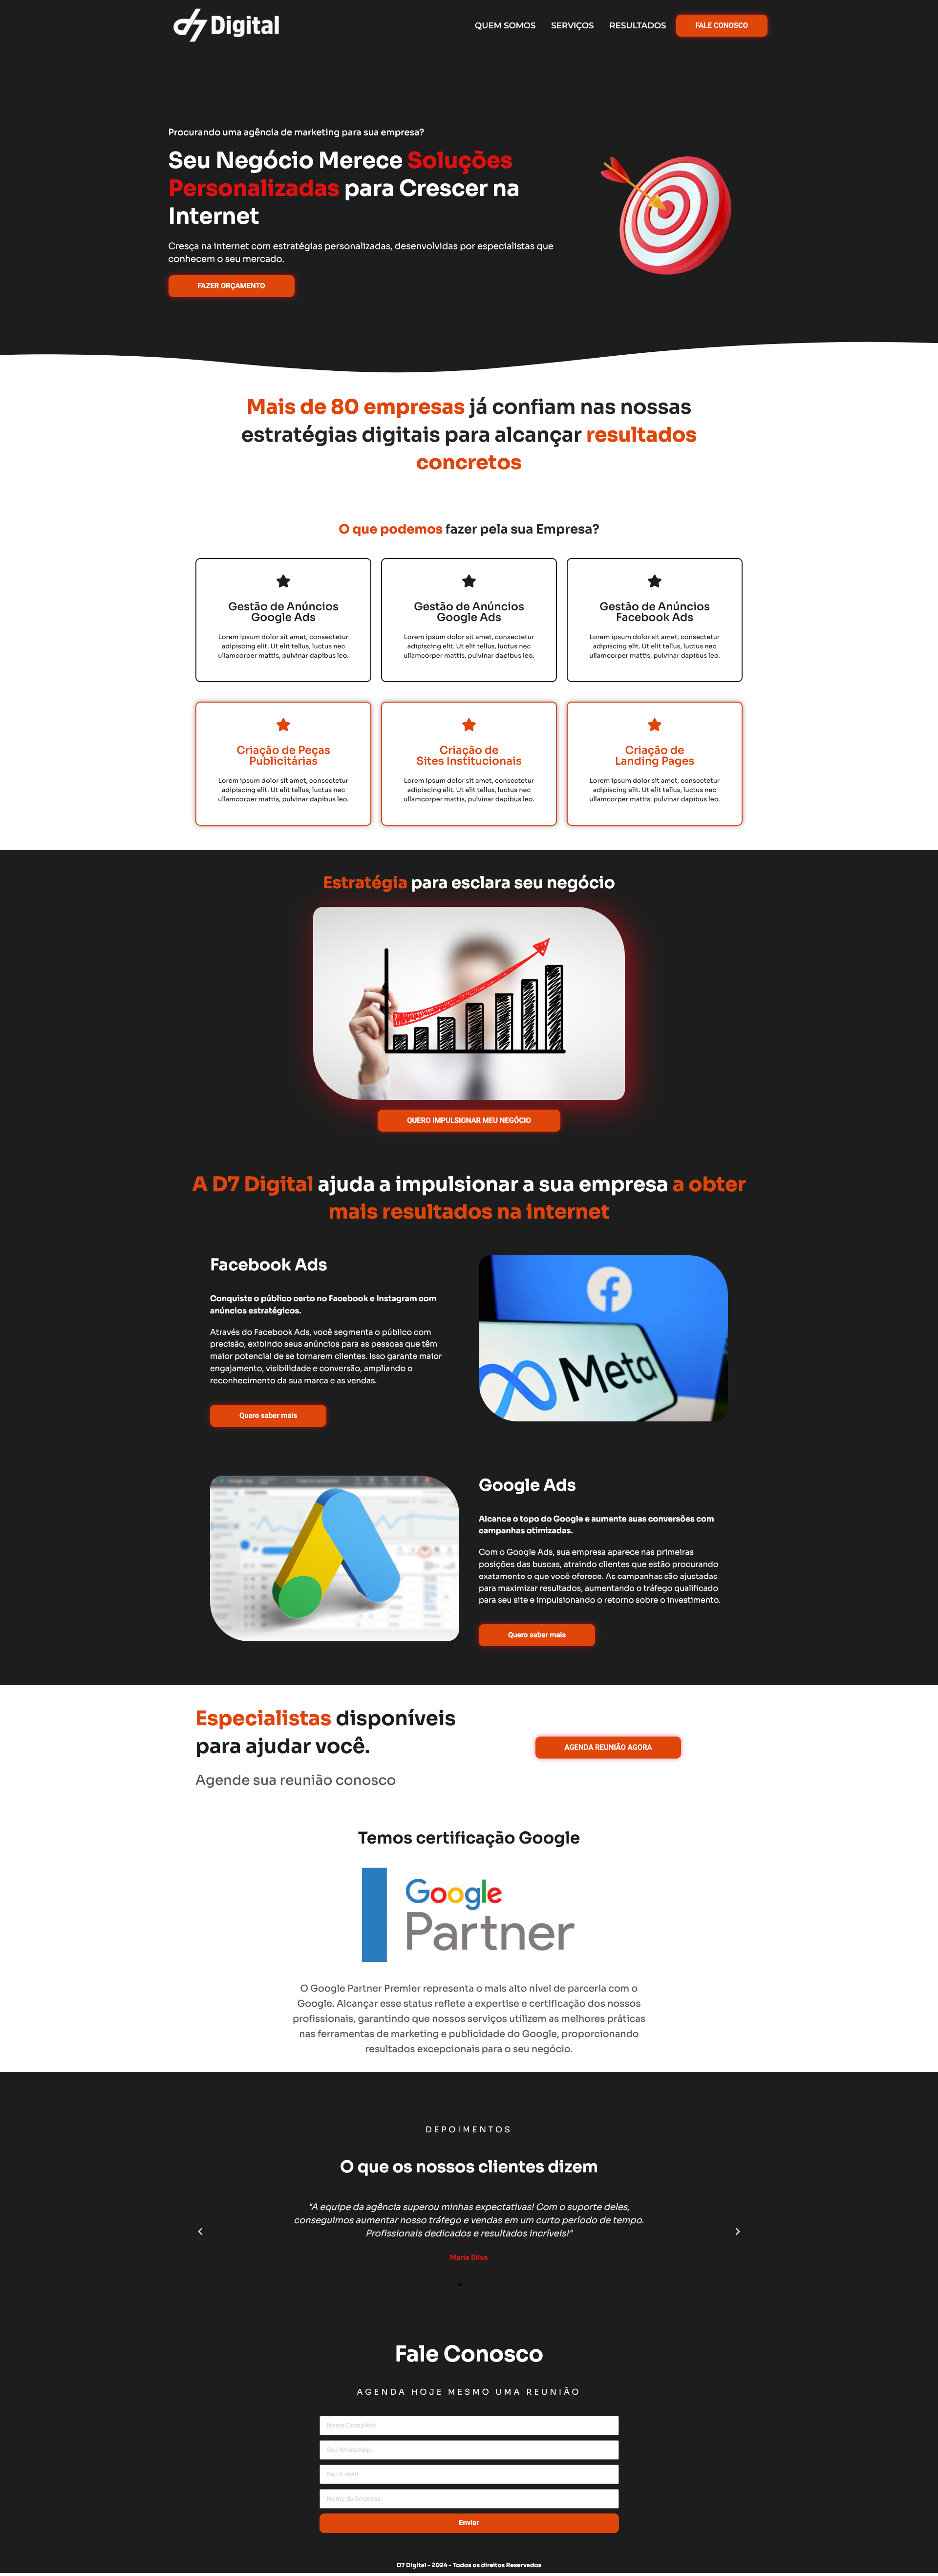 d7 Digital
QUEM SOMOS
SERVIÇOS
RESULTADOS
FALE CONOSCO
Procurando uma agência de marketing para sua empresa?
Seu Negócio Merece Soluções
Personalizadas para Crescer na
Internet
Cresça na internet com estratégias personalizadas, desenvolvidas por especialistas que
conhecem o seu mercado.
FAZER ORÇAMENTO
Mais de 80 empresas já confiam nas nossas
estratégias digitais para alcançar resultados
concretos
O que podemos fazer pela sua Empresa?
Gestão de Anúncios
Google Ads
Lorem ipsum dolor sit amet, consectetur
adipiscing elit. Ut elit tellus, luctus nec
ullamcorper mattis, pulvinar dapibus leo.
Gestão de Anúncios
Google Ads
Lorem ipsum dolor sit amet, consectetur
adipiscing elit. Ut elit tellus, luctus nec
ullamcorper mattis, pulvinar dapibus leo.
Gestão de Anúncios
Facebook Ads
Lorem ipsum dolor sit amet, consectetur
adipiscing elit. Ut elit tellus, luctus nec
ullamcorper mattis, pulvinar dapibus leo.
Criação de Peças
Publicitárias
Lorem ipsum dolor sit amet, consectetur
adipiscing elit. Ut elit tellus, luctus nec
ullamcorper mattis, pulvinar dapibus leo.
Criação de
Sites Institucionais
Lorem ipsum dolor sit amet, consectetur
adipiscing elit. Ut elit tellus, luctus nec
ullamcorper mattis, pulvinar dapibus leo.
Criação de
Landing Pages
Lorem ipsum dolor sit amet, consectetur
adipiscing elit. Ut elit tellus, luctus nec
ullamcorper mattis, pulvinar dapibus leo.
Estratégia para esclara seu negócio
QUERO IMPULSIONAR MEU NEGÓCIO
A D7 Digital ajuda a impulsionar a sua empresa a obter
mais resultados na internet
Facebook Ads
Conquiste o público certo no Facebook e Instagram com
anúncios estratégicos.
Através do Facebook Ads, você segmenta o público com
precisão, exibindo seus anúncios para as pessoas que têm
maior potencial de se tornarem clientes. Isso garante maior
engajamento, visibilidade e conversão, ampliando o
reconhecimento da sua marca e as vendas.
Quero saber mais
Meta
Google Ads
Alcance o topo do Google e aumente suas conversões com
campanhas otimizadas.
Com o Google Ads, sua empresa aparece nas primeiras
posições das buscas, atraindo clientes que estão procurando
exatamente o que você oferece. As campanhas são ajustadas
para maximizar resultados, aumentando o tráfego qualificado
para seu site e impulsionando o retorno sobre o investimento.
Quero saber mais
Especialistas disponíveis
para ajudar você.
Agende sua reunião conosco
AGENDA REUNIÃO AGORA
Temos certificação Google
Google
Partner
O Google Partner Premier representa o mais alto nível de parceria com o
Google. Alcançar esse status reflete a expertise e certificação dos nossos
profissionais, garantindo que nossos serviços utilizem as melhores práticas
nas ferramentas de marketing e publicidade do Google, proporcionando
resultados excepcionais para o seu negócio.
DEPOIMENTOS
O que os nossos clientes dizem
"A equipe da agência superou minhas expectativas! Com o suporte deles,
conseguimos aumentar nosso tráfego e vendas em um curto período de tempo.
Profissionais dedicados e resultados incríveis!"
Maria Silva
Fale Conosco
AGENDA HOJE MESMO UMA REUNIÃO
Nome Completo:
Seu WhatsApp:
Seu E-mail:
Nome da Empresa:
Enviar
D7 Digital - 2024 - Todos os direitos Reservados